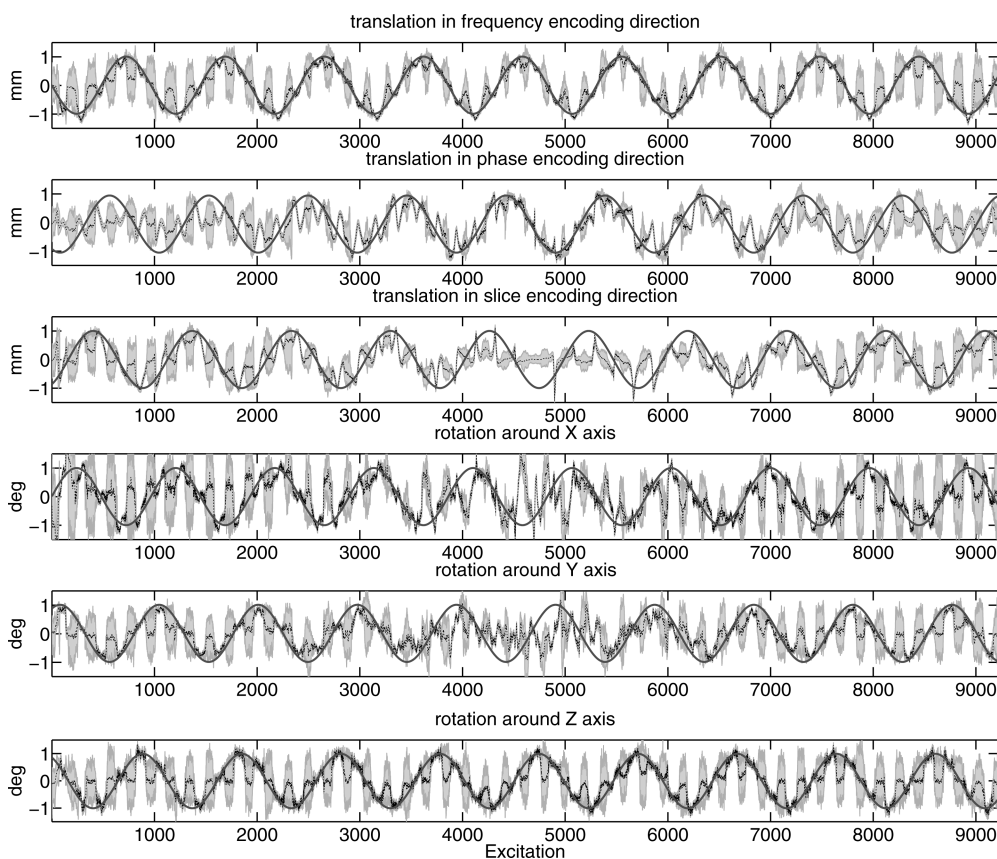 translation in frequency encoding direction
1
0
−1
mm
1000 2000 3000 4000 5000 6000 7000 8000 9000
translation in phase encoding direction
1
0
−1
mm
1000 2000 3000 4000 5000 6000 7000 8000 9000
translation in slice encoding direction
1
0
−1
mm
1000 2000 3000 4000 5000 6000 7000 8000 9000
rotation around X axis
1
0
−1
deg
1000 2000 3000 4000 5000 6000 7000 8000 9000
rotation around Y axis
1
0
−1
deg
1000 2000 3000 4000 5000 6000 7000 8000 9000
rotation around Z axis
1
0
−1
deg
1000 2000 3000 4000 5000 6000 7000 8000 9000
Excitation